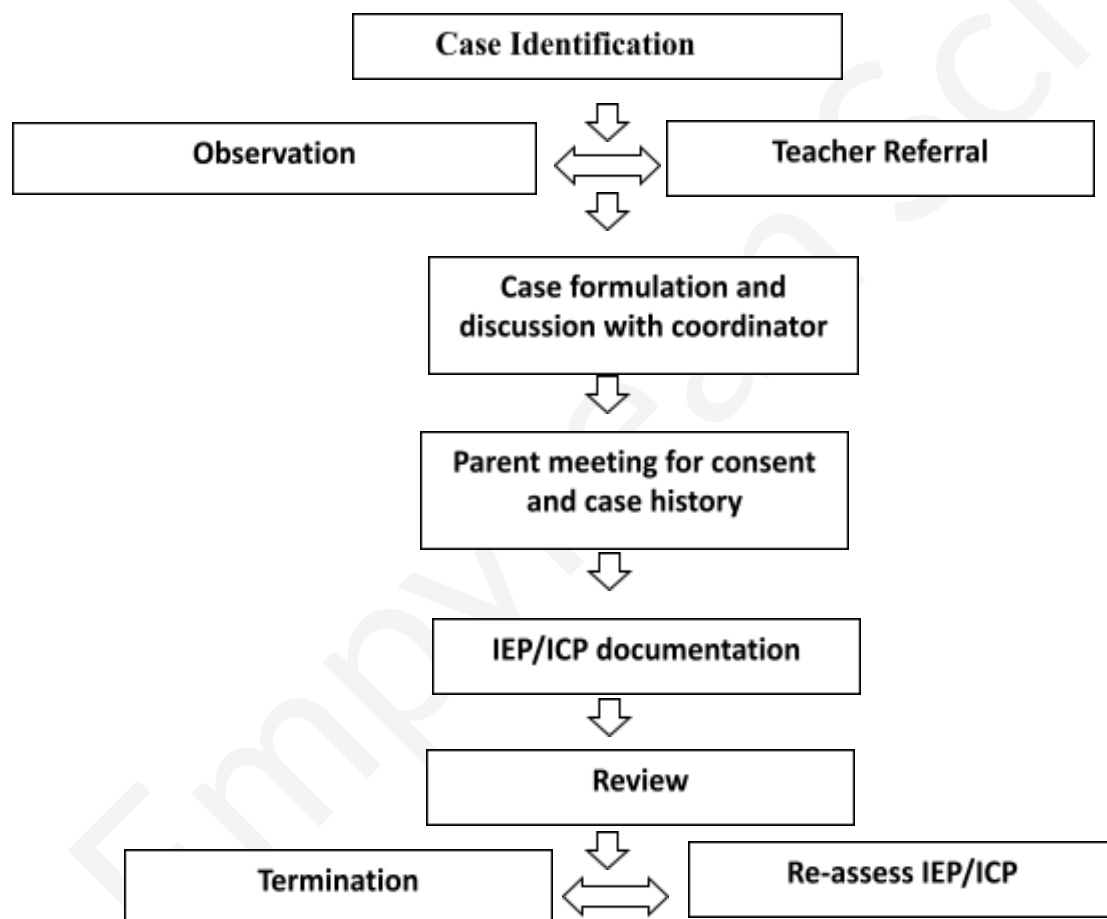 Case Identification
Observation
Teacher Referral
Case formulation and
discussion with coordinator
Parent meeting for consent
and case history
IEP/ICP documentation
Review
Termination
Re-assess IEP/ICP